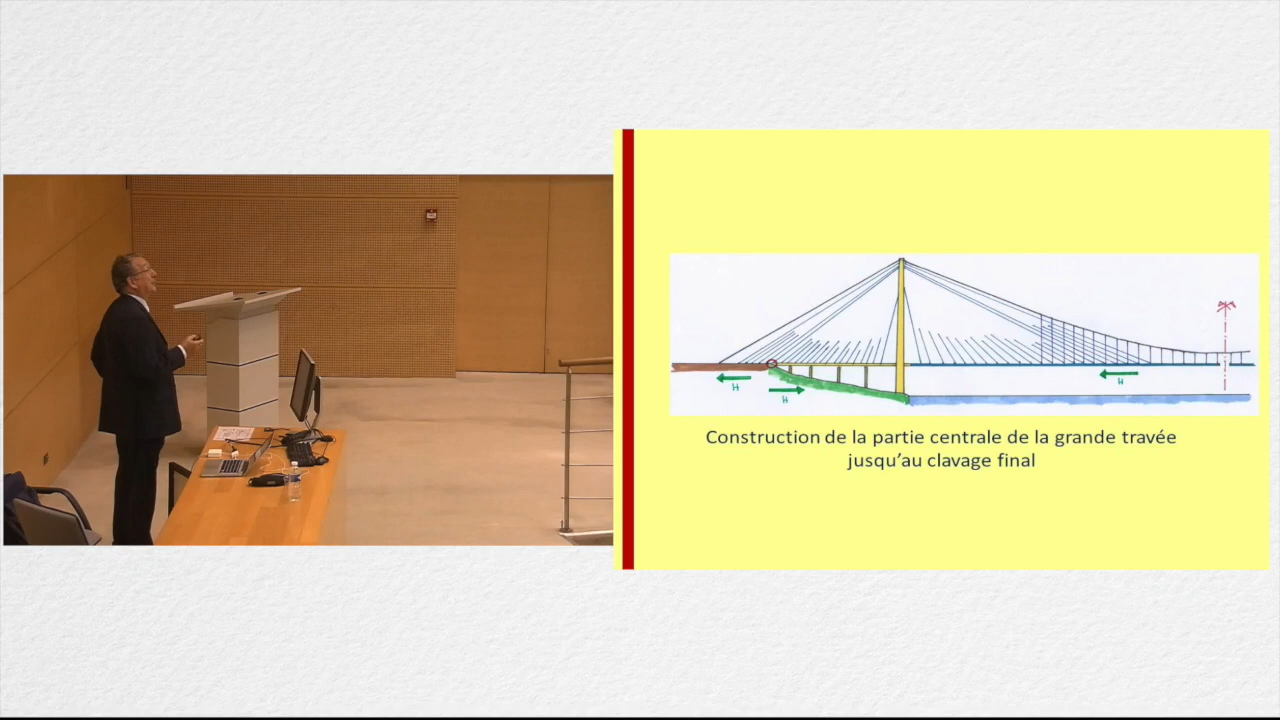 H
H
H
Construction de la partie centrale de la grande travée
jusqu’au clavage final